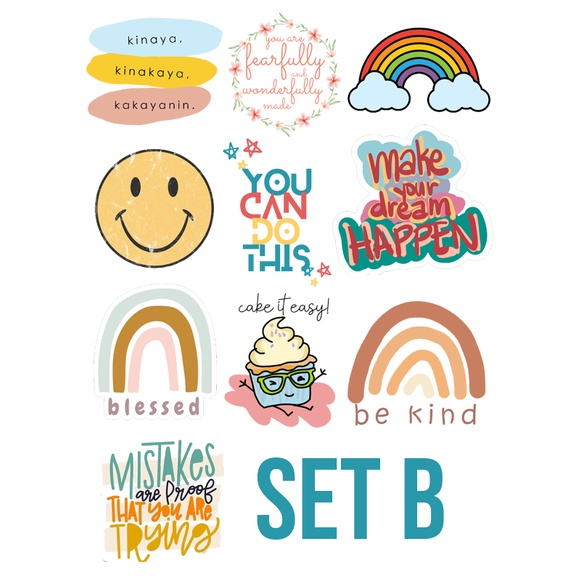 kinaya,
kinakaya,
kakayanin.
you are
fearfully
and
wonderfully
made
YOU
CAN
DO
THIS
make
your
dream
HAPPEN
blessed
cake it easy!
be kind
MISTAKES
are proof
THAT you ARE
TRying
SET B